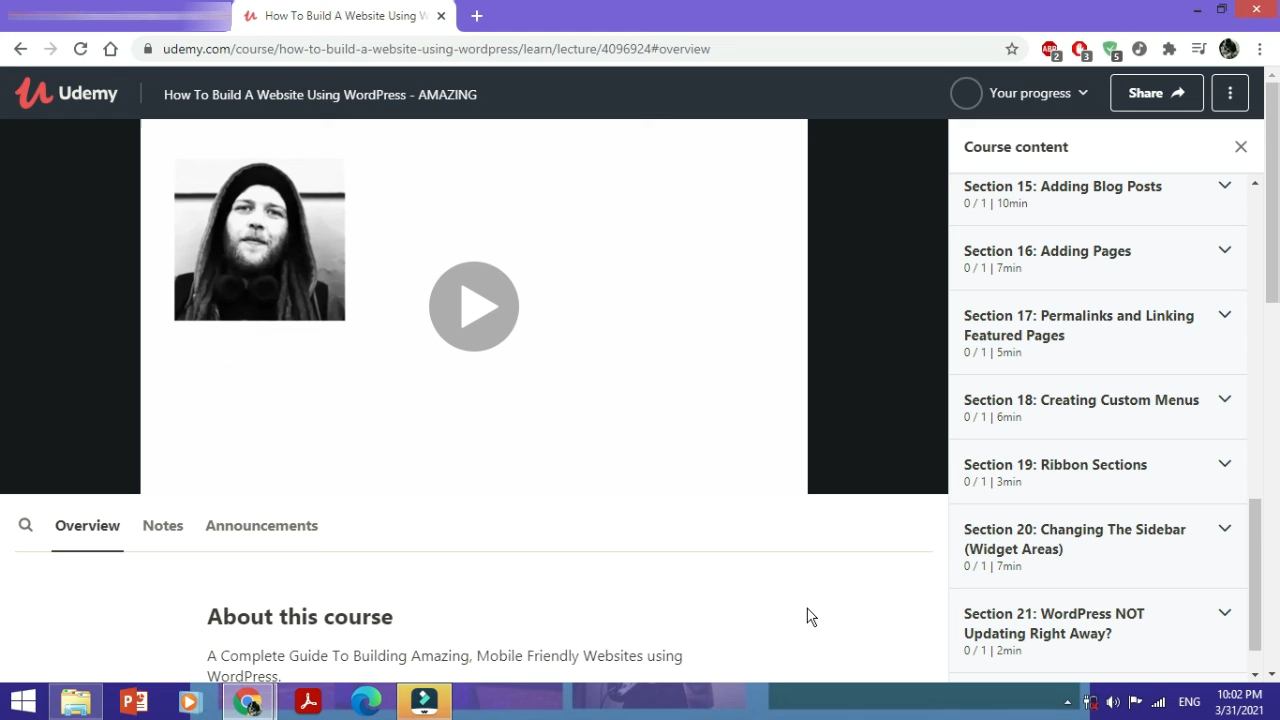 How To Build A Website Using W
udemy.com/course/how-to-build-a-website-using-wordpress/learn/lecture/4096924#overview
ABP
2
3
5
Udemy
How To Build A Website Using WordPress - AMAZING
Your progress
Share
Course content
Section 15: Adding Blog Posts
0 / 1 | 10min
Section 16: Adding Pages
0 / 1 | 7min
Section 17: Permalinks and Linking
Featured Pages
0 / 1 | 5min
Section 18: Creating Custom Menus
0 / 1 | 6min
Section 19: Ribbon Sections
0 / 1 | 3min
Section 20: Changing The Sidebar
(Widget Areas)
0 / 1 | 7min
Section 21: WordPress NOT
Updating Right Away?
0 / 1 | 2min
Overview
Notes
Announcements
About this course
A Complete Guide To Building Amazing, Mobile Friendly Websites using
WordPress.
ENG
10:02 PM
3/31/2021